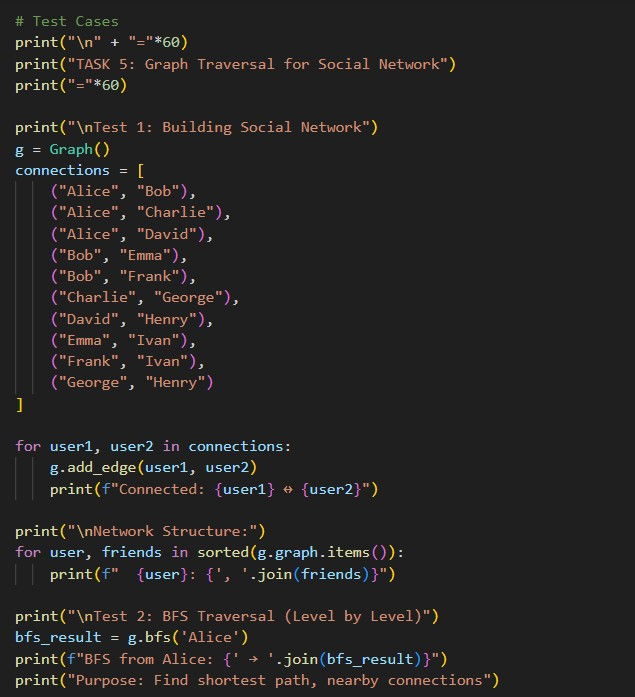 # Test Cases
print("\n" + "="*60)
print("TASK 5: Graph Traversal for Social Network")
print("="*60)

print("\nTest 1: Building Social Network")
g = Graph()
connections = [
    ("Alice", "Bob"),
    ("Alice", "Charlie"),
    ("Alice", "David"),
    ("Bob", "Emma"),
    ("Bob", "Frank"),
    ("Charlie", "George"),
    ("David", "Henry"),
    ("Emma", "Ivan"),
    ("Frank", "Ivan"),
    ("George", "Henry")
]

for user1, user2 in connections:
    g.add_edge(user1, user2)
    print(f"Connected: {user1} ↔ {user2}")

print("\nNetwork Structure:")
for user, friends in sorted(g.graph.items()):
    print(f"  {user}: {', '.join(friends)}")

print("\nTest 2: BFS Traversal (Level by Level)")
bfs_result = g.bfs('Alice')
print(f"BFS from Alice: {' → '.join(bfs_result)}")
print("Purpose: Find shortest path, nearby connections")